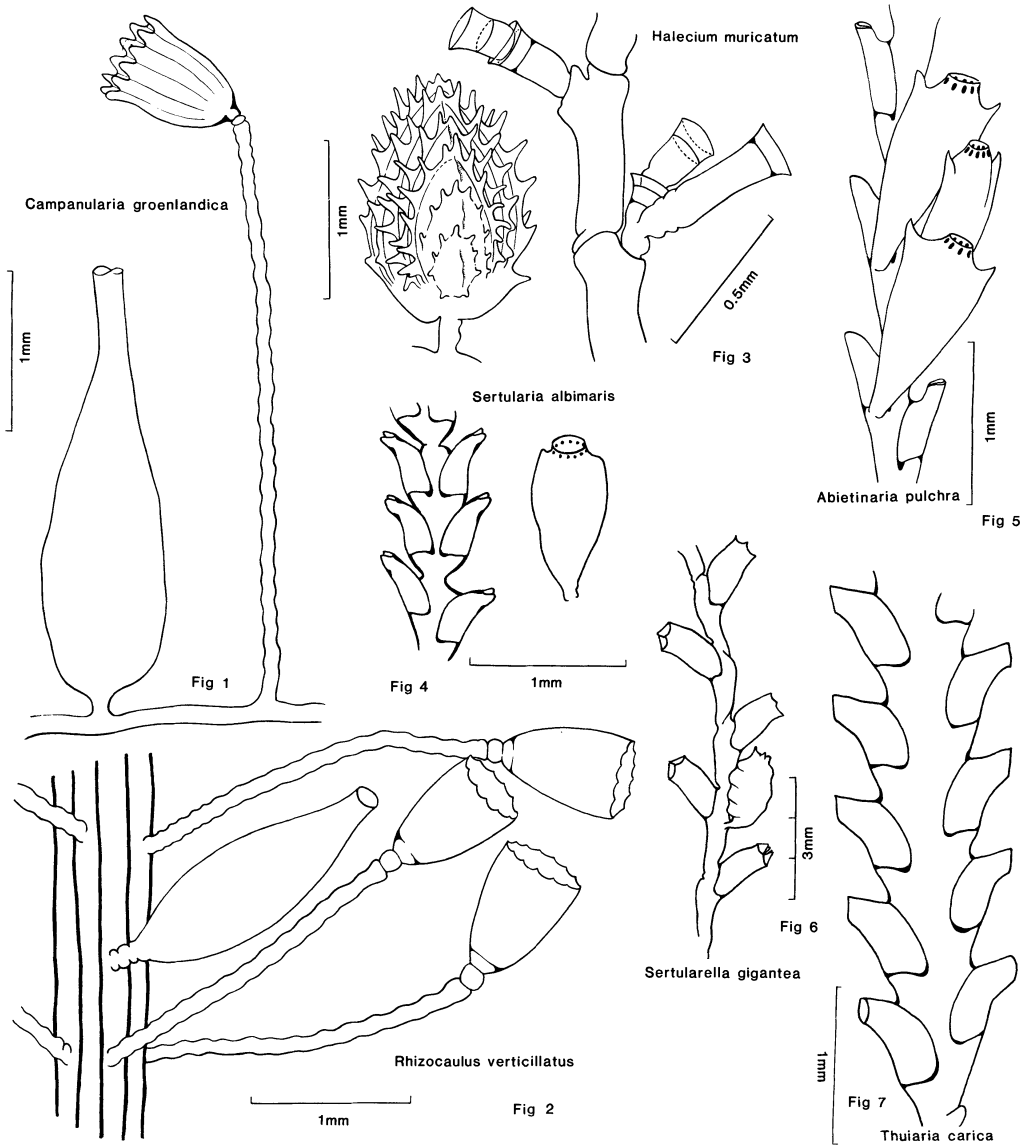 Campanularia groenlandica
1mm
Fig 1
1mm
Halecium muricatum
0.5mm
Fig 3
Sertularia albimaris
Fig 4
1mm
1mm
Abietinaria pulchra
Fig 5
3mm
Fig 6
Sertularella gigantea
Rhizocaulus verticillatus
1mm
Fig 2
1mm
Fig 7
Thuiaria carica